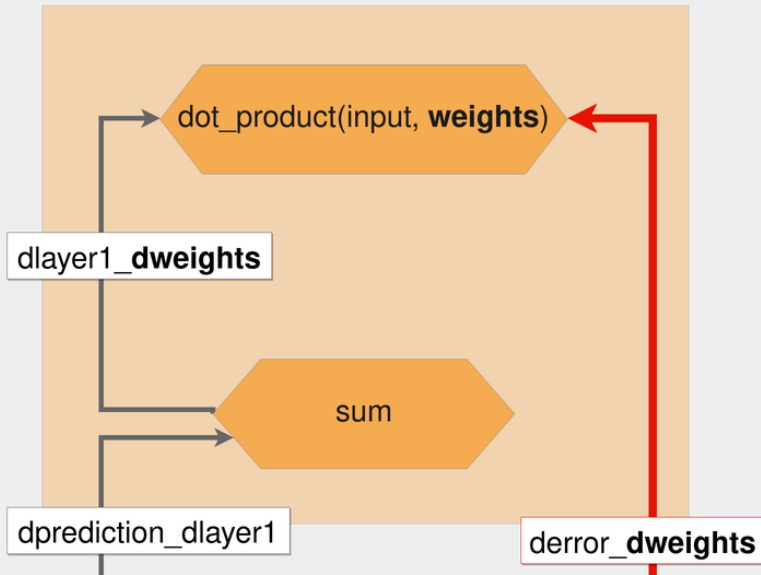 dot_product(input, weights)
dlayer1_dweights
sum
dprediction_dlayer1
derror_dweights